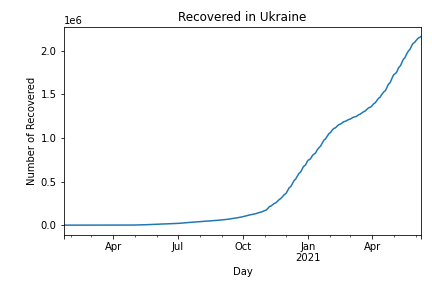 Recovered in Ukraine
1e6
2.0
1.5
1.0
0.5
0.0
Number of Recovered
Apr Jul Oct Jan Apr
2021
Day